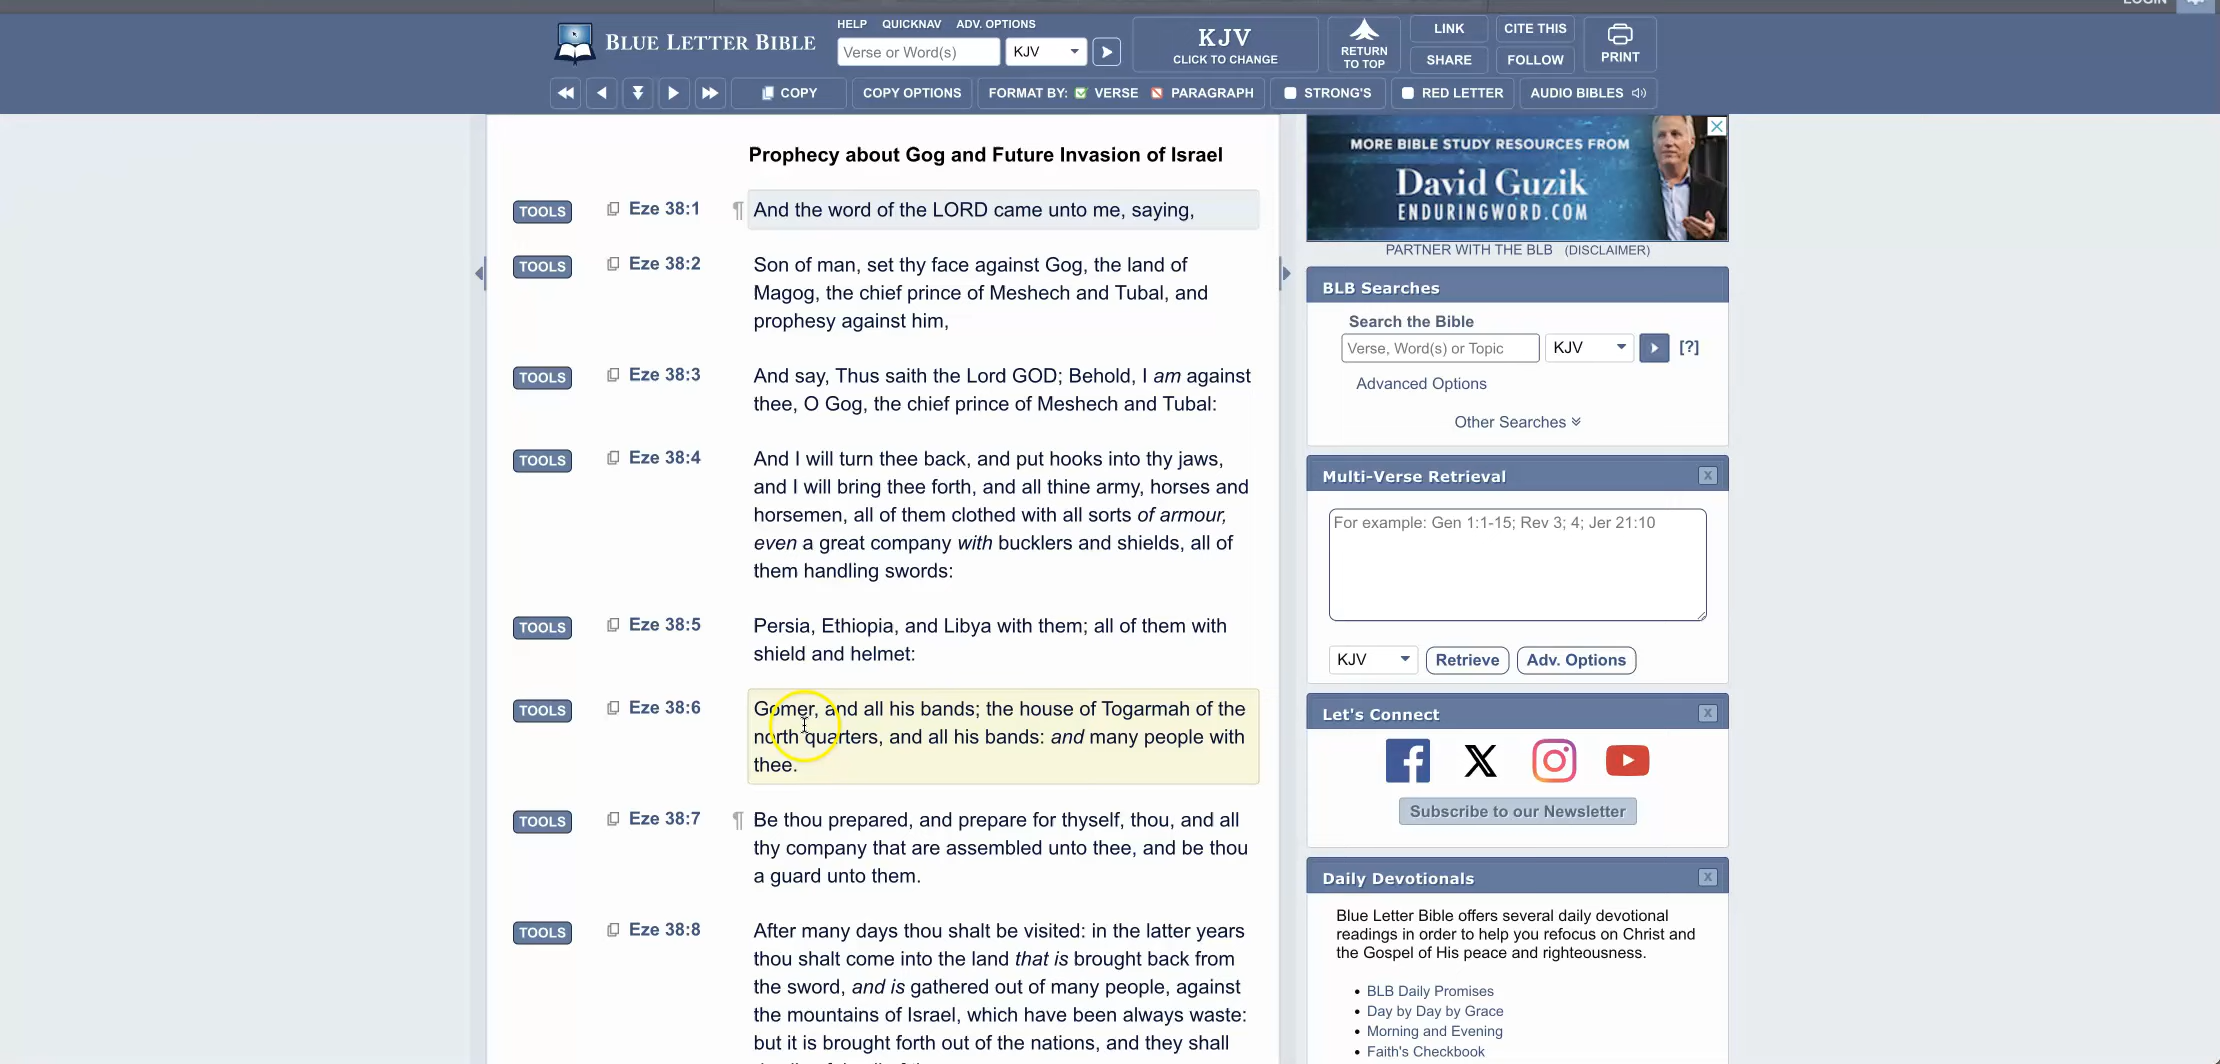 LOGIN
BLUE LETTER BIBLE
HELP QUICKNAV ADV. OPTIONS
Verse or Word(s) KJV
KJV
CLICK TO CHANGE
RETURN
TO TOP
LINK CITE THIS
SHARE FOLLOW
PRINT
COPY COPY OPTIONS FORMAT BY: VERSE PARAGRAPH STRONG'S RED LETTER AUDIO BIBLES
Prophecy about Gog and Future Invasion of Israel
TOOLS Eze 38:1 ¶ And the word of the LORD came unto me, saying,
TOOLS Eze 38:2 Son of man, set thy face against Gog, the land of
Magog, the chief prince of Meshech and Tubal, and
prophesy against him,
TOOLS Eze 38:3 And say, Thus saith the Lord GOD; Behold, I am against
thee, O Gog, the chief prince of Meshech and Tubal:
TOOLS Eze 38:4 And I will turn thee back, and put hooks into thy jaws,
and I will bring thee forth, and all thine army, horses and
horsemen, all of them clothed with all sorts of armour,
even a great company with bucklers and shields, all of
them handling swords:
TOOLS Eze 38:5 Persia, Ethiopia, and Libya with them; all of them with
shield and helmet:
TOOLS Eze 38:6 Gomer, and all his bands; the house of Togarmah of the
north quarters, and all his bands: and many people with
thee.
TOOLS Eze 38:7 ¶ Be thou prepared, and prepare for thyself, thou, and all
thy company that are assembled unto thee, and be thou
a guard unto them.
TOOLS Eze 38:8 After many days thou shalt be visited: in the latter years
thou shalt come into the land that is brought back from
the sword, and is gathered out of many people, against
the mountains of Israel, which have been always waste:
but it is brought forth out of the nations, and they shall
MORE BIBLE STUDY RESOURCES FROM
David Guzik
ENDURINGWORD.COM
PARTNER WITH THE BLB (DISCLAIMER)
BLB Searches
Search the Bible
Verse, Word(s) or Topic KJV [?]
Advanced Options
Other Searches
Multi-Verse Retrieval X
For example: Gen 1:1-15; Rev 3; 4; Jer 21:10
KJV Retrieve Adv. Options
Let's Connect X
Subscribe to our Newsletter
Daily Devotionals X
Blue Letter Bible offers several daily devotional
readings in order to help you refocus on Christ and
the Gospel of His peace and righteousness.
• BLB Daily Promises
• Day by Day by Grace
• Morning and Evening
• Faith's Checkbook